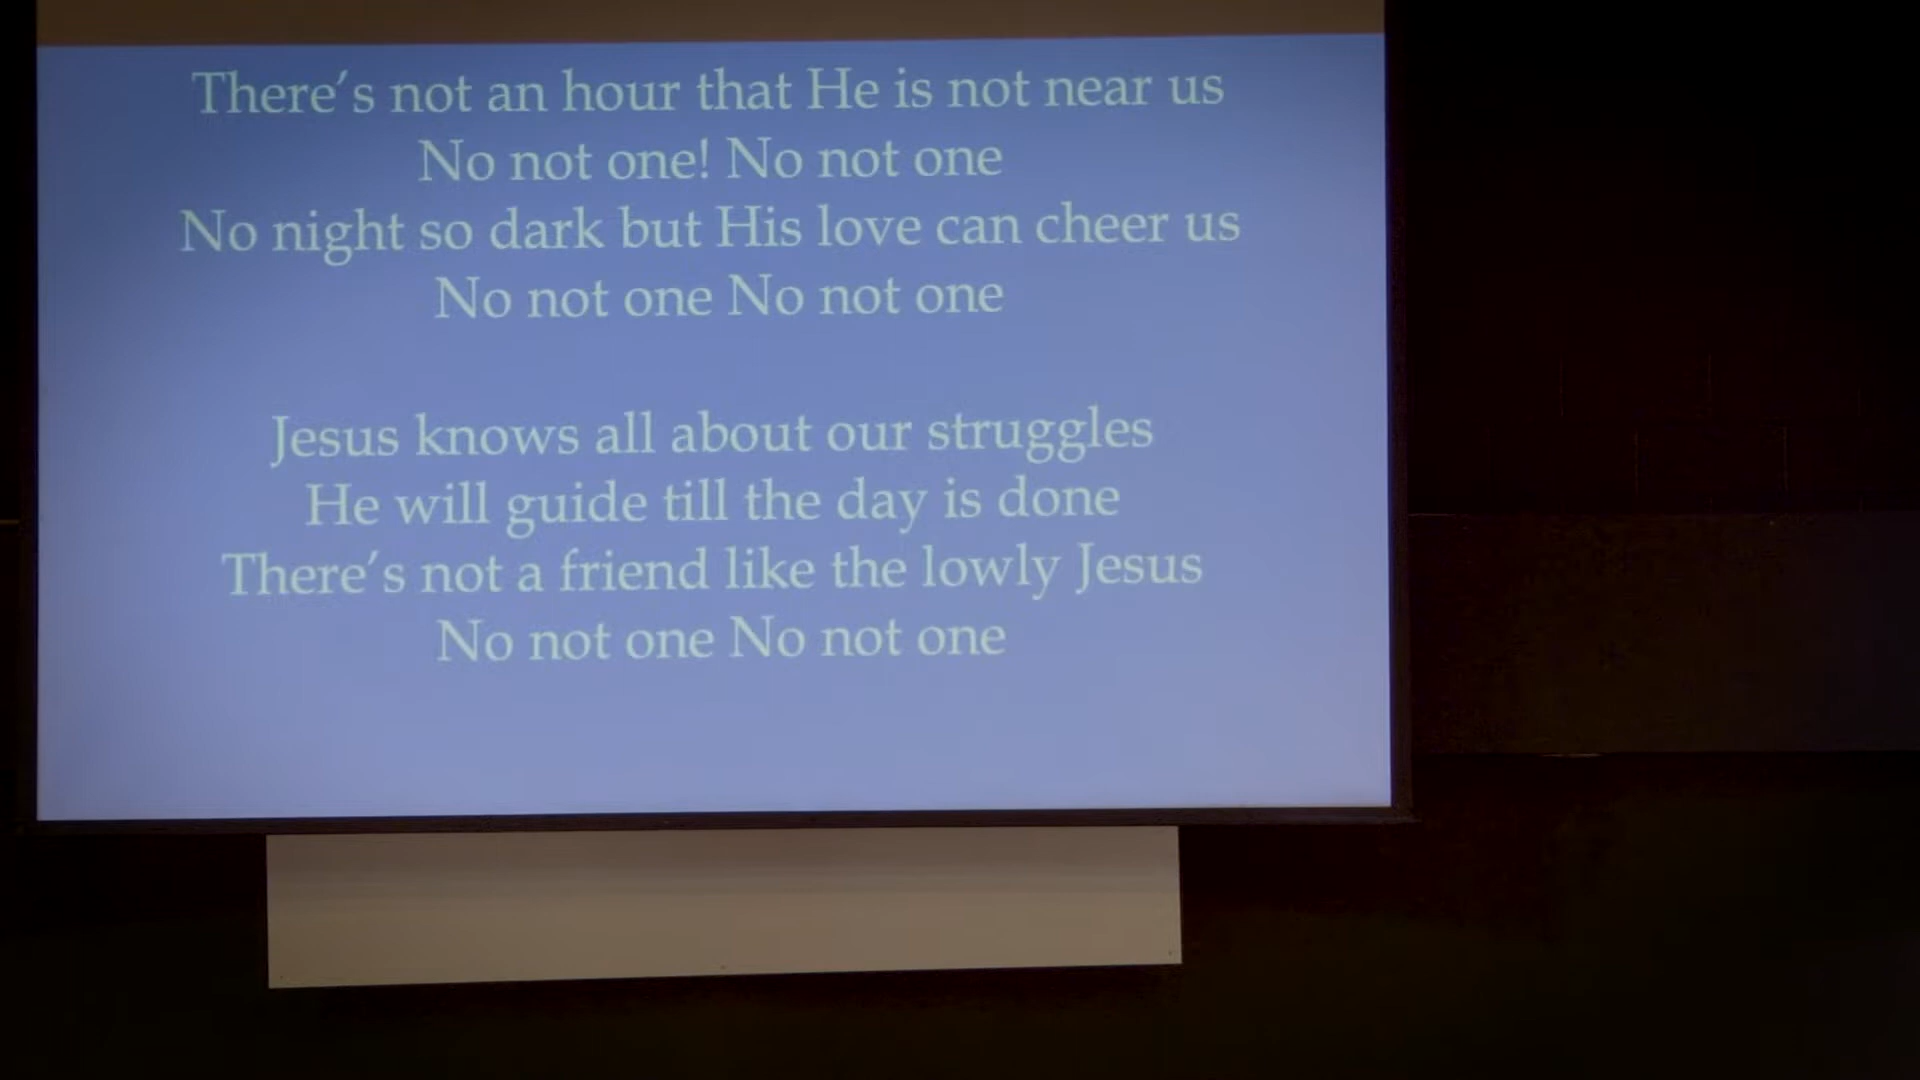 There's not an hour that He is not near us
No not one! No not one
No night so dark but His love can cheer us
No not one No not one
Jesus knows all about our struggles
He will guide till the day is done
There's not a friend like the lowly Jesus
No not one No not one